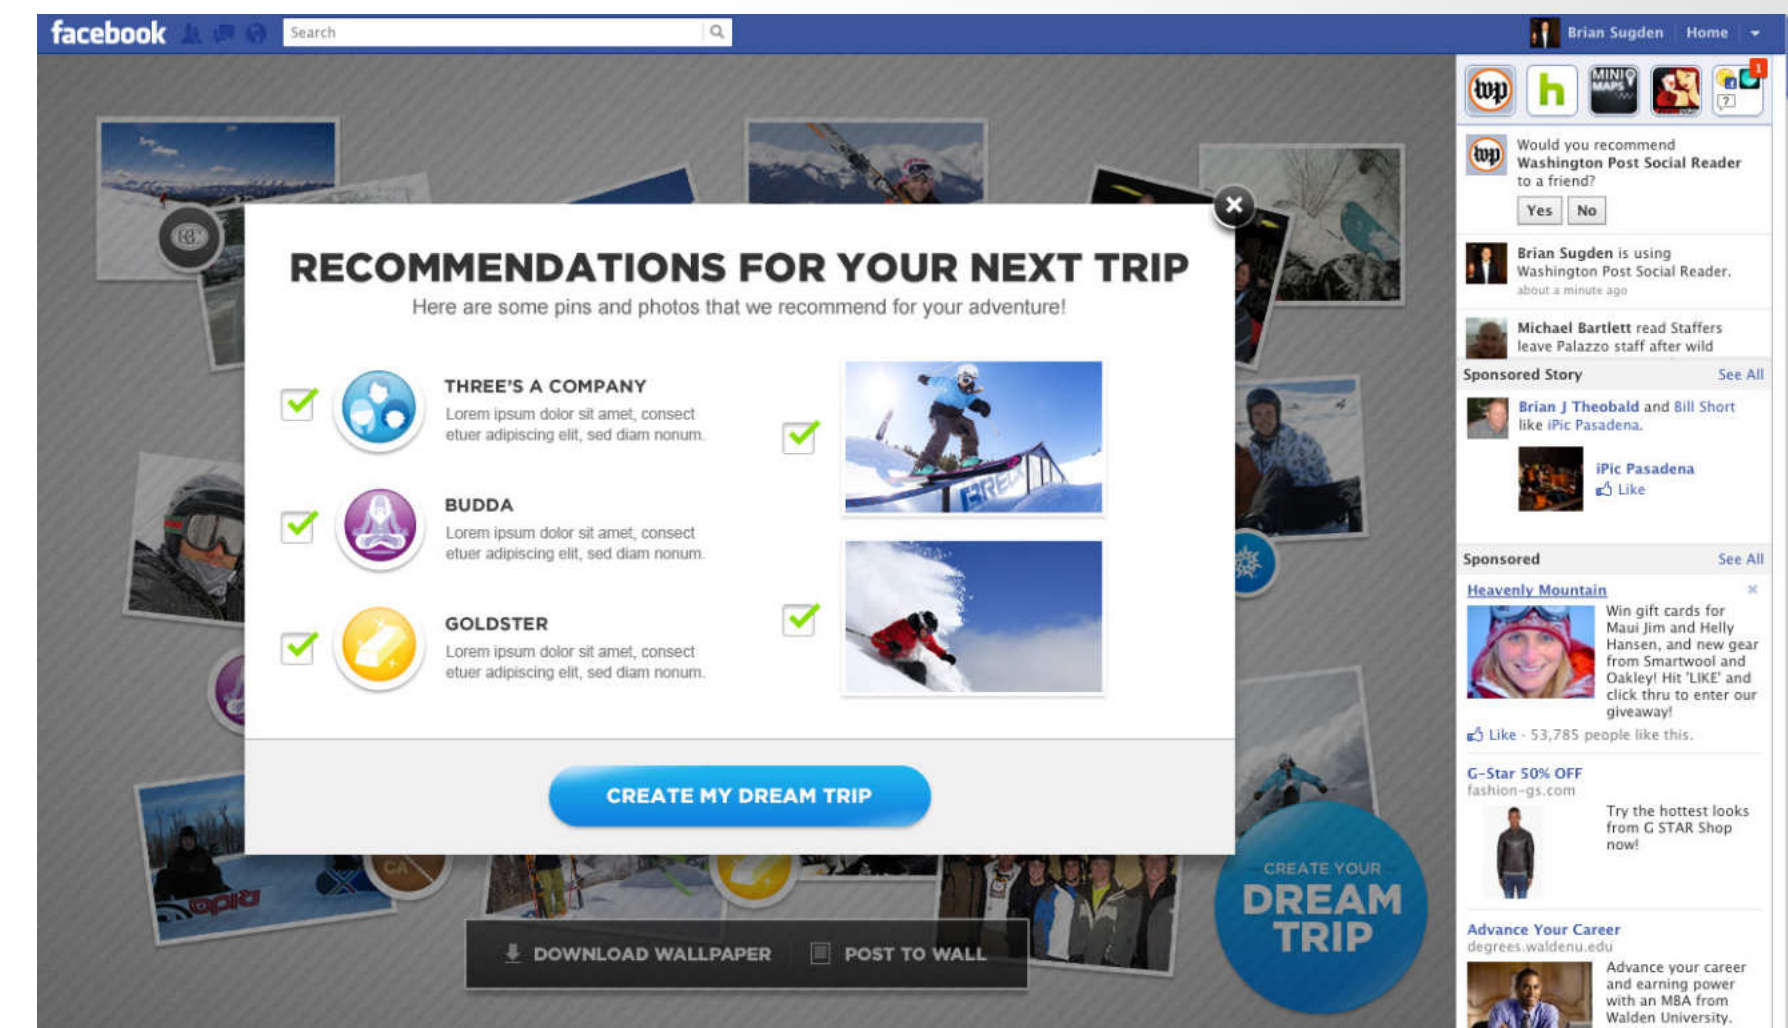 facebook
Search
Brian Sugden
Home
wp
h
MINI
MAPS
1
?
wp
Would you recommend
Washington Post Social Reader
to a friend?
Yes
No
Brian Sugden is using
Washington Post Social Reader.
about a minute ago
Michael Bartlett read Staffers
leave Palazzo staff after wild
Sponsored Story
See All
Brian J Theobald and Bill Short
like iPic Pasadena.
iPic Pasadena
Like
Sponsored
See All
Heavenly Mountain
Win gift cards for
Maui Jim and Helly
Hansen, and new gear
from Smartwool and
Oakley! Hit 'LIKE' and
click thru to enter our
giveaway!
Like · 53,785 people like this.
G-Star 50% OFF
fashion-gs.com
Try the hottest looks
from G STAR Shop
now!
Advance Your Career
degrees.waldenu.edu
Advance your career
and earning power
with an MBA from
Walden University.
RECOMMENDATIONS FOR YOUR NEXT TRIP
Here are some pins and photos that we recommend for your adventure!
THREE'S A COMPANY
Lorem ipsum dolor sit amet, consect
etuer adipiscing elit, sed diam nonum.
BUDDA
Lorem ipsum dolor sit amet, consect
etuer adipiscing elit, sed diam nonum.
GOLDSTER
Lorem ipsum dolor sit amet, consect
etuer adipiscing elit, sed diam nonum.
BREC
CREATE MY DREAM TRIP
CA
DOWNLOAD WALLPAPER
POST TO WALL
CREATE YOUR
DREAM
TRIP